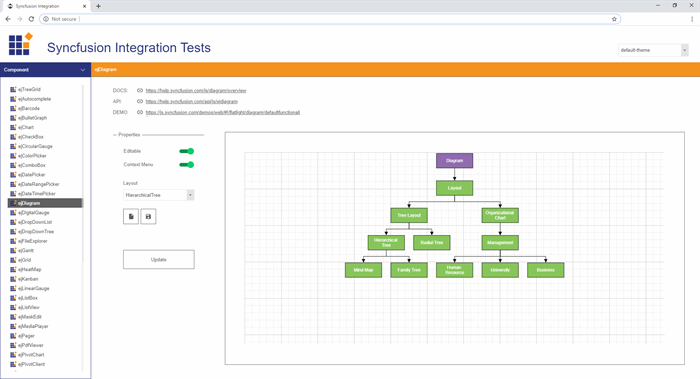 Syncfusion Integration
Not secure
Syncfusion Integration Tests
default-theme
Component
ejDiagram
ejTreeGrid
ejAutocomplete
ejBarcode
ejBulletGraph
ejChart
ejCheckBox
ejCircularGauge
ejColorPicker
ejComboBox
ejDatePicker
ejDateRangePicker
ejDateTimePicker
ejDiagram
ejDigitalGauge
ejDropDownList
ejDropDownTree
ejFileExplorer
ejGantt
ejGrid
ejHeatMap
ejKanban
ejLinearGauge
ejListBox
ejListView
ejMaskEdit
ejMediaPlayer
ejPager
ejPdfViewer
ejPivotChart
ejPivotClient
DOCS: https://help.syncfusion.com/js/diagram/overview
API: https://help.syncfusion.com/api/js/ejdiagram
DEMO: https://js.syncfusion.com/demos/web/#!/flatlight/diagram/defaultfunctionali
Properties
Editable
Context Menu
Layout
HierarchicalTree
Update
Diagram
Layout
Tree Layout
Organizational
Chart
Hierarchical
Tree
Radial Tree
Management
Mind Map
Family Tree
Human
Resource
University
Business